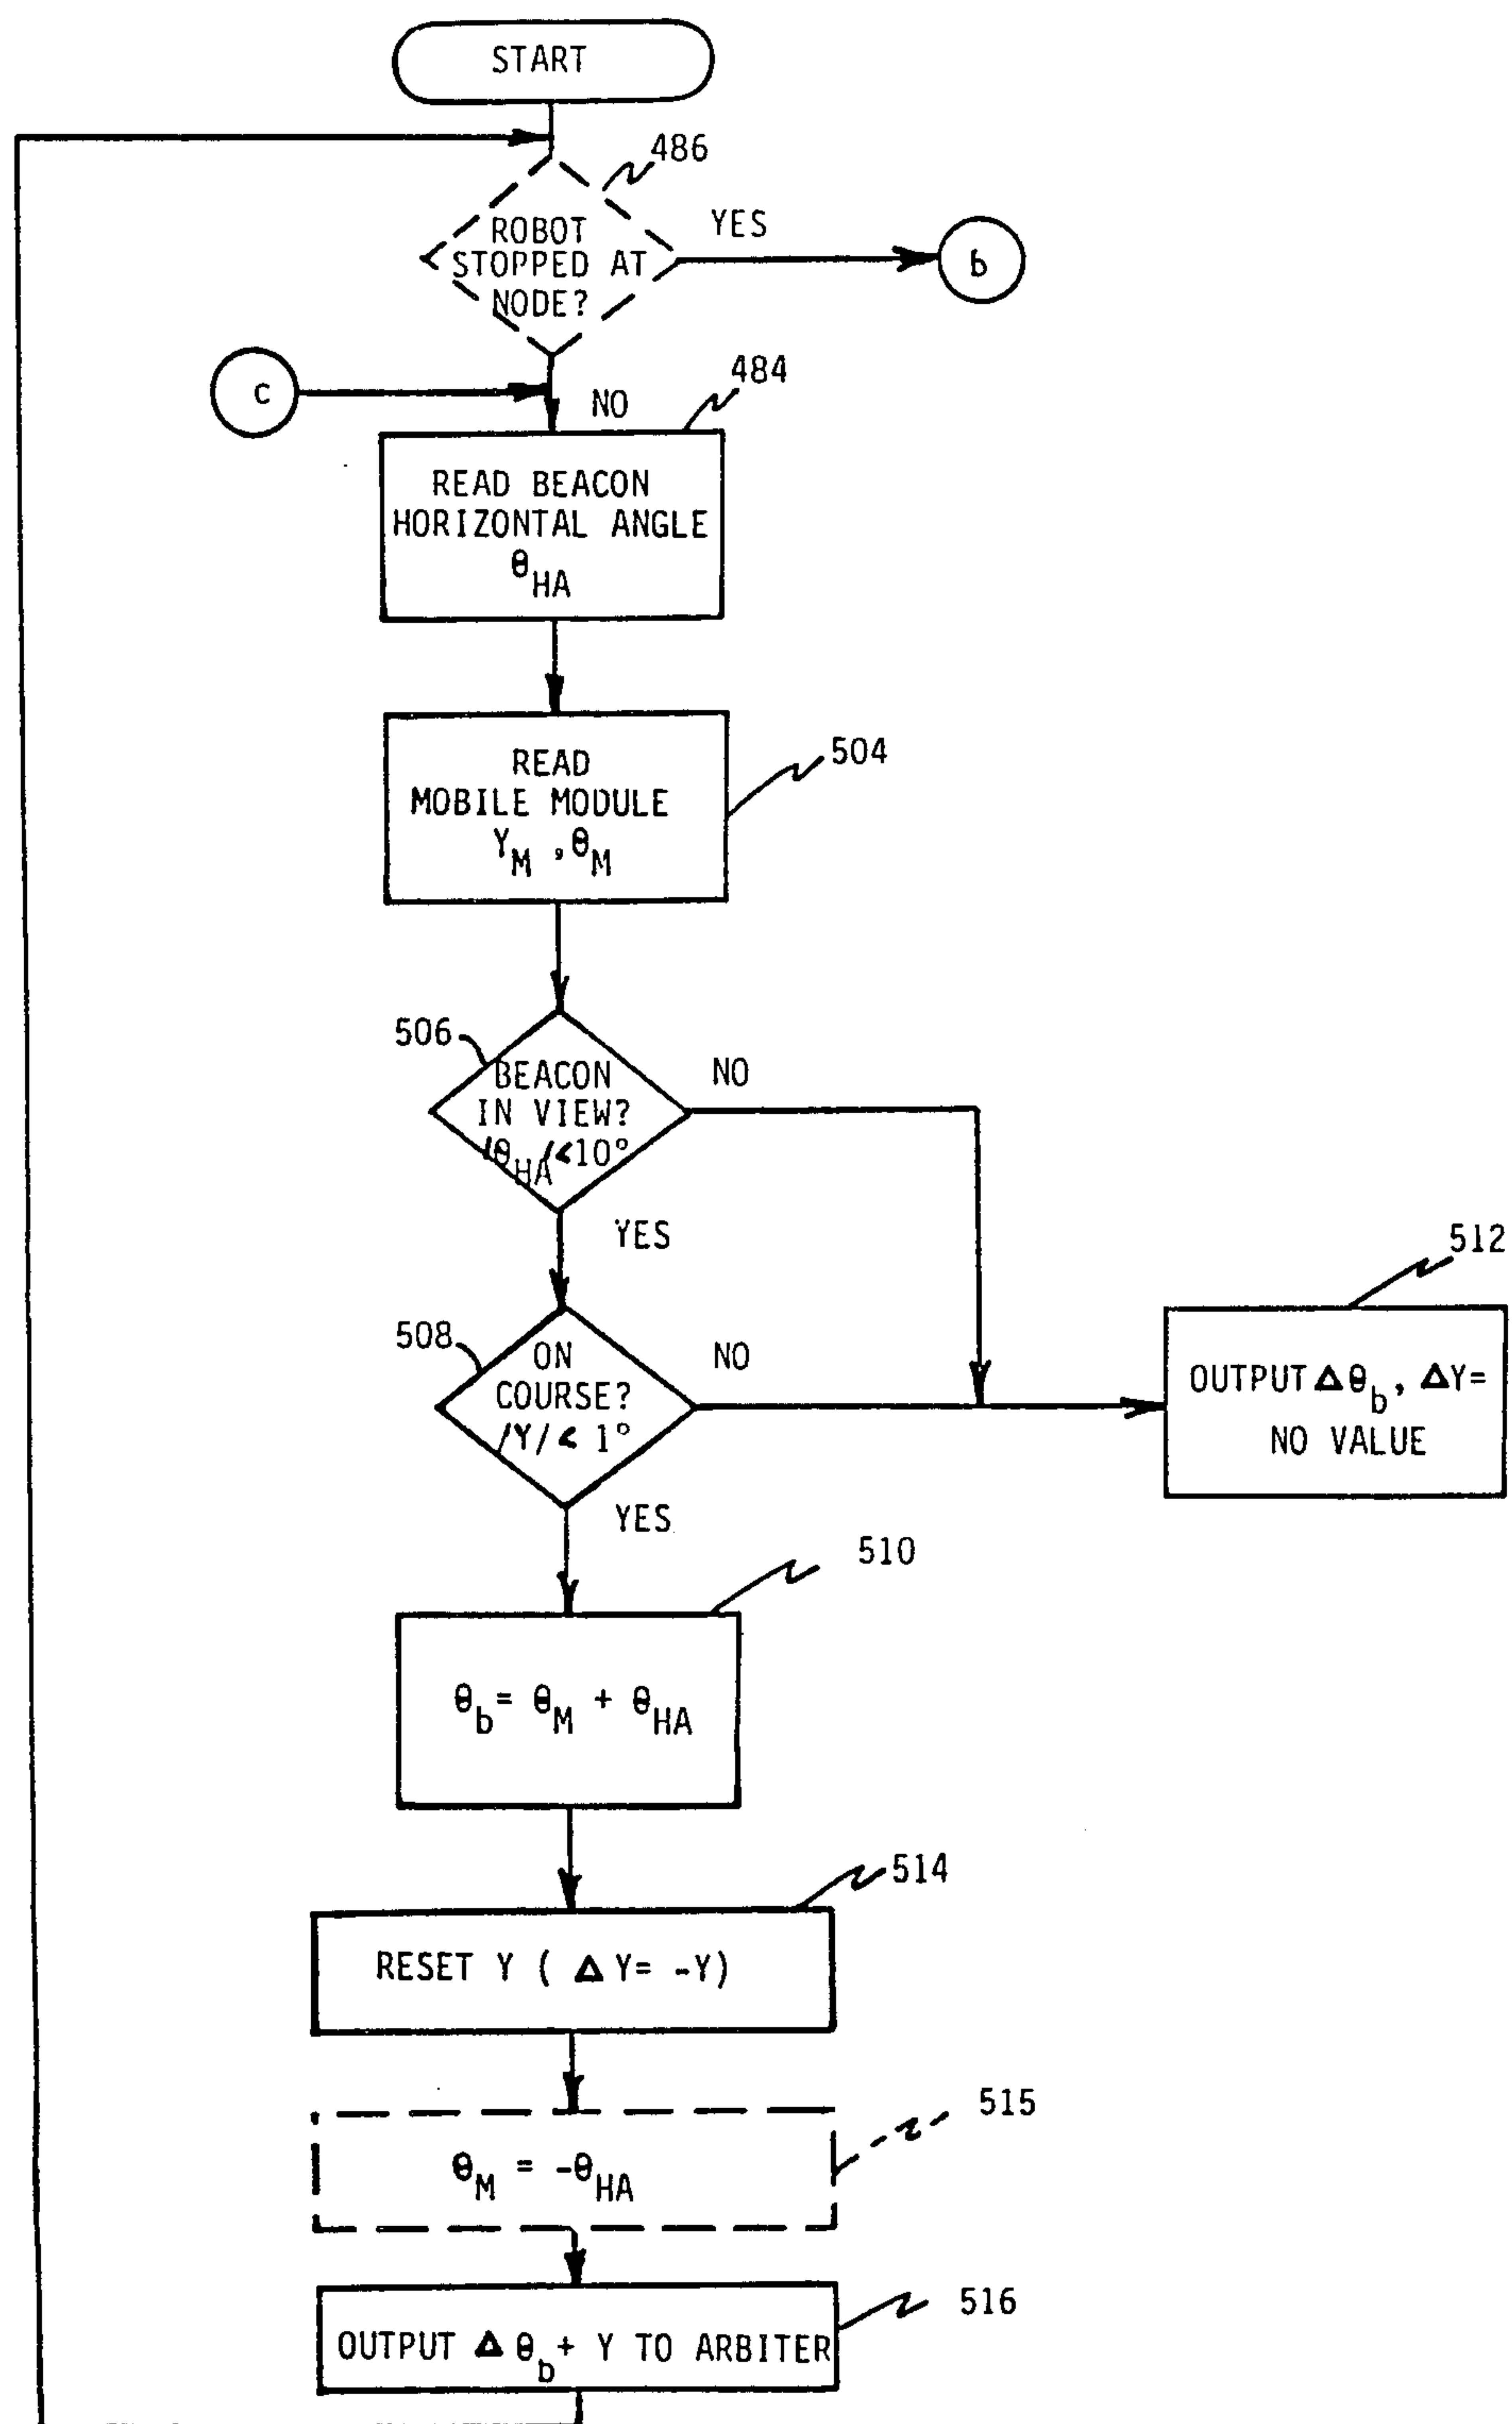 START
486
ROBOT
STOPPED AT
NODE?
YES
b
c
NO
484
READ BEACON
HORIZONTAL ANGLE
θHA
READ
MOBILE MODULE
YM ,θM
504
506
BEACON
IN VIEW?
/θHA/<10°
NO
YES
508
ON
COURSE?
/Y/< 1°
NO
512
OUTPUT Δθb, ΔY=
NO VALUE
YES
510
θb= θM + θHA
514
RESET Y ( ΔY= -Y)
515
θM = -θHA
516
OUTPUT Δ θb+ Y TO ARBITER